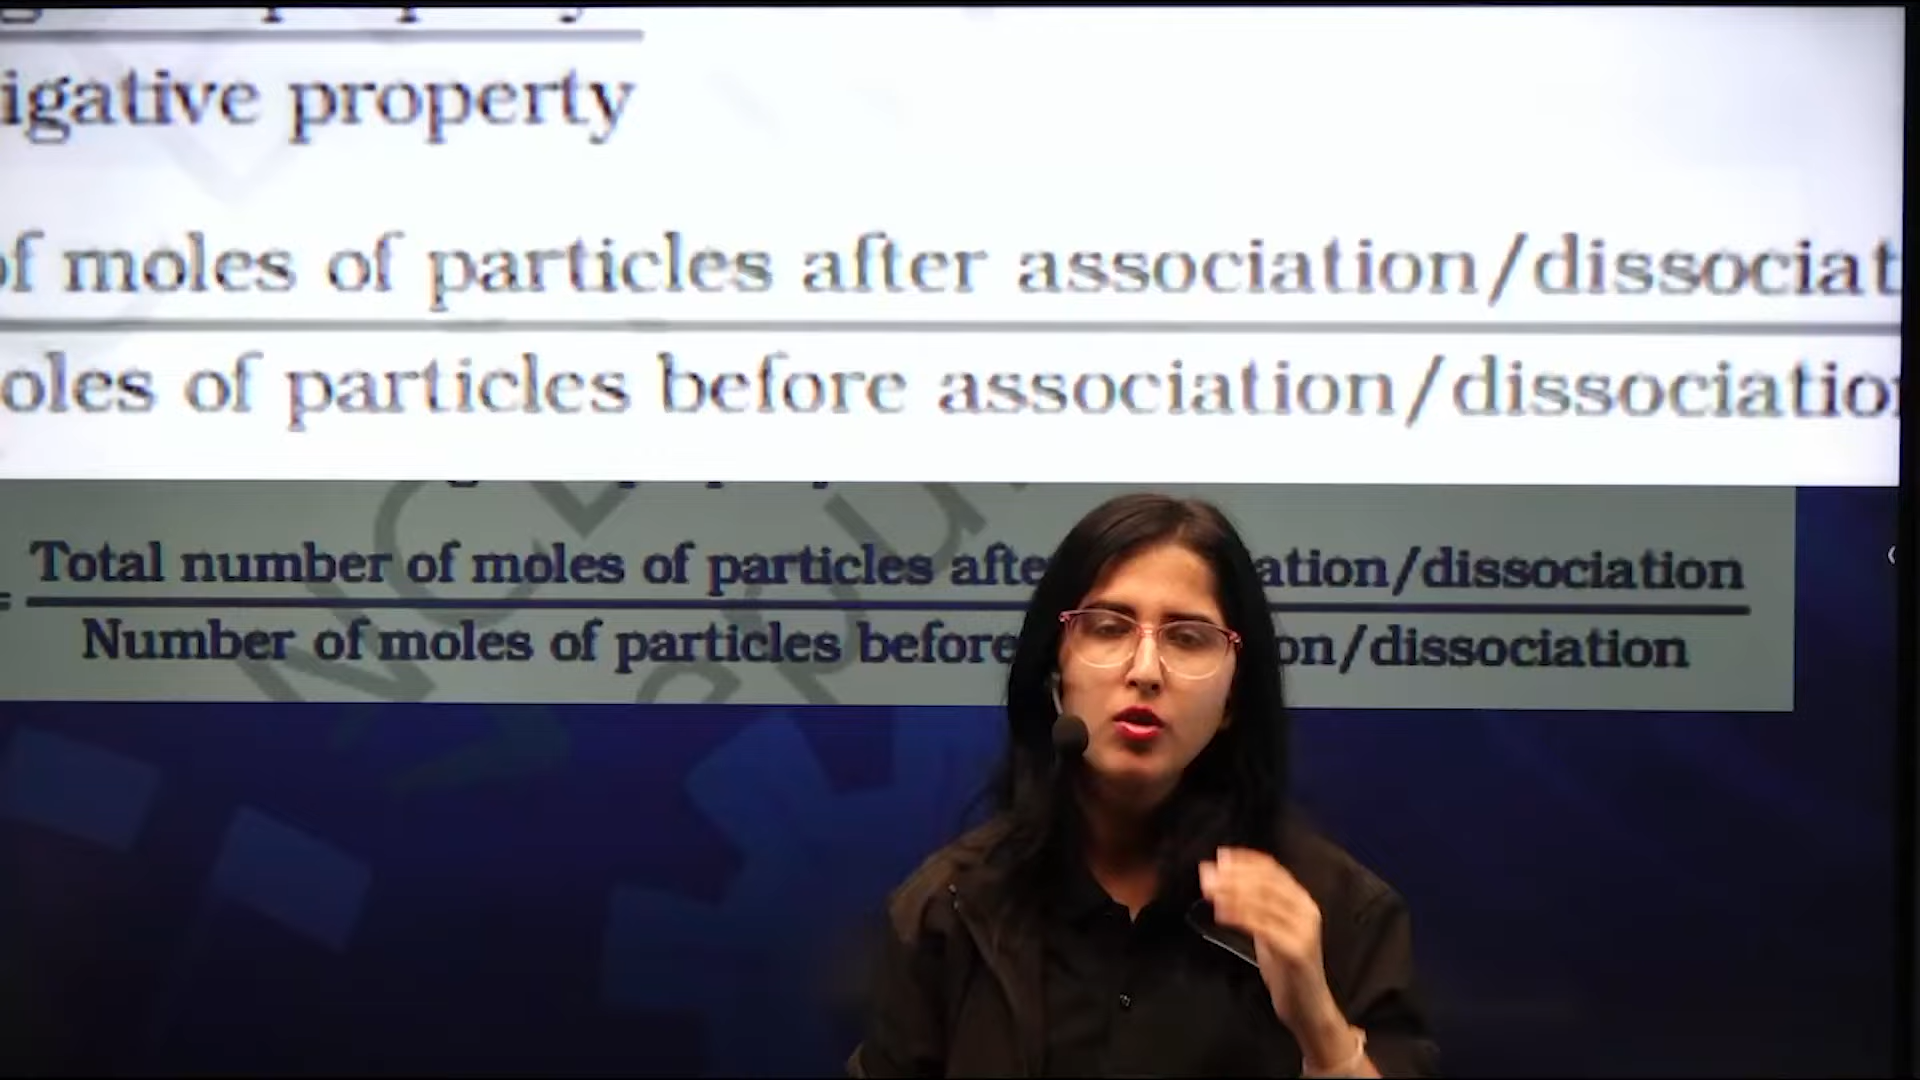 igative property
of moles of particles after association/dissociat
oles of particles before association/dissociatio
= Total number of moles of particles afte ation/dissociation
Number of moles of particles before on/dissociation